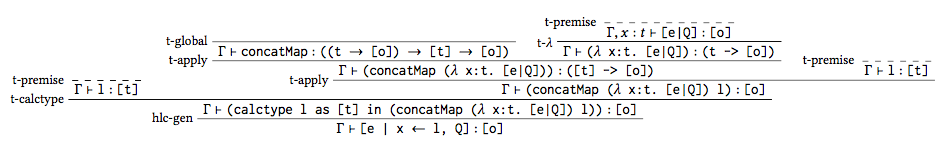 t-premise
Γ,x:t ⊢ [e|Q]:[o]
t-global
t-λ
Γ ⊢ concatMap:((t → [o]) → [t] → [o])
Γ ⊢ (λ x:t. [e|Q]):(t -> [o])
t-apply
t-premise
Γ ⊢ (concatMap (λ x:t. [e|Q])):([t] -> [o])
Γ ⊢ l:[t]
t-premise
t-apply
Γ ⊢ l:[t]
Γ ⊢ (concatMap (λ x:t. [e|Q]) l):[o]
t-calctype
Γ ⊢ (calctype l as [t] in (concatMap (λ x:t. [e|Q]) l)):[o]
hlc-gen
Γ ⊢ [e | x ← l, Q]:[o]